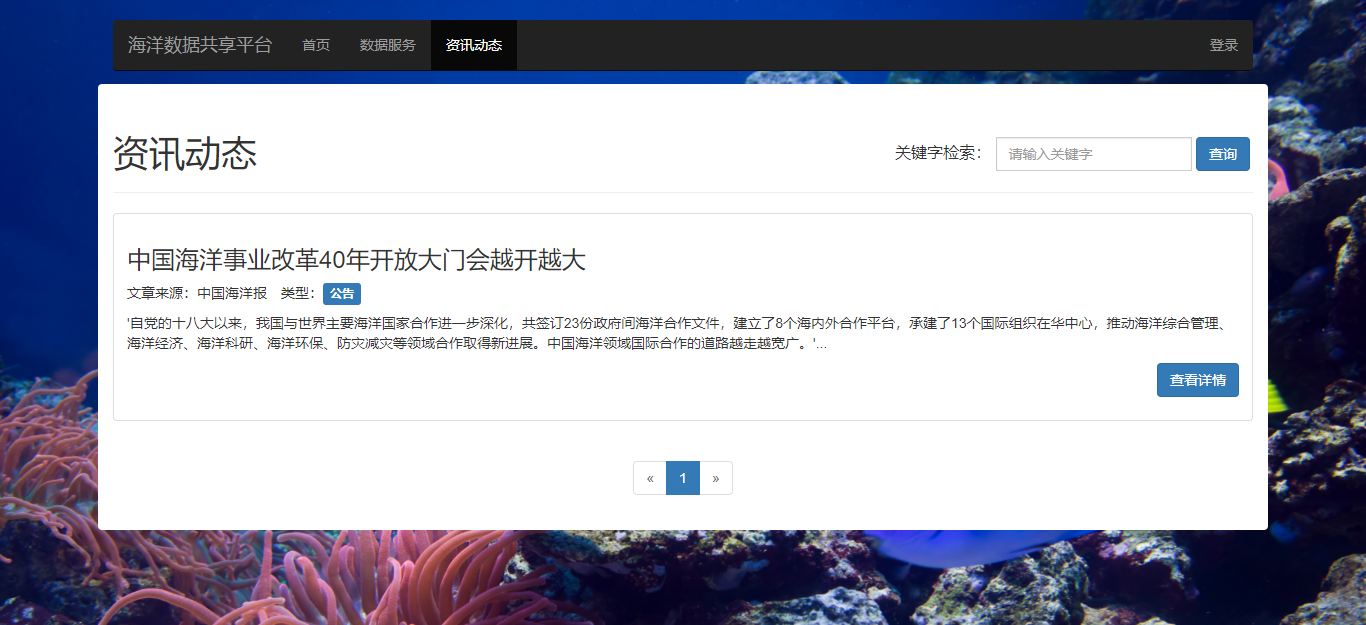 海洋数据共享平台 首页 数据服务 资讯动态 登录
资讯动态 关键字检索： 请输入关键字 查询
中国海洋事业改革40年开放大门会越开越大
文章来源：中国海洋报 类型： 公告
'自党的十八大以来，我国与世界主要海洋国家合作进一步深化，共签订23份政府间海洋合作文件，建立了8个海内外合作平台，承建了13个国际组织在华中心，推动海洋综合管理、
海洋经济、海洋科研、海洋环保、防灾减灾等领域合作取得新进展。中国海洋领域国际合作的道路越走越宽广。'...
查看详情
« 1 »